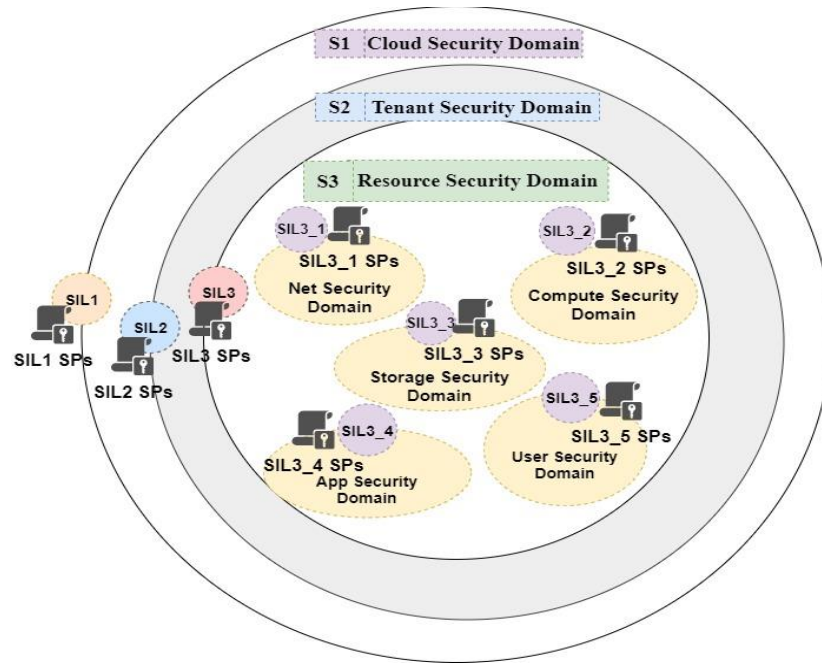 S1 Cloud Security Domain
S2 Tenant Security Domain
S3 Resource Security Domain
SIL3_1
SIL3_1 SPs
Net Security
Domain
SIL3_2
SIL3_2 SPs
Compute Security
Domain
SIL1
SIL1 SPs
SIL2
SIL2 SPs
SIL3
SIL3 SPs
SIL3_3
SIL3_3 SPs
Storage Security
Domain
SIL3_4
SIL3_4 SPs
App Security
Domain
SIL3_5
SIL3_5 SPs
User Security
Domain